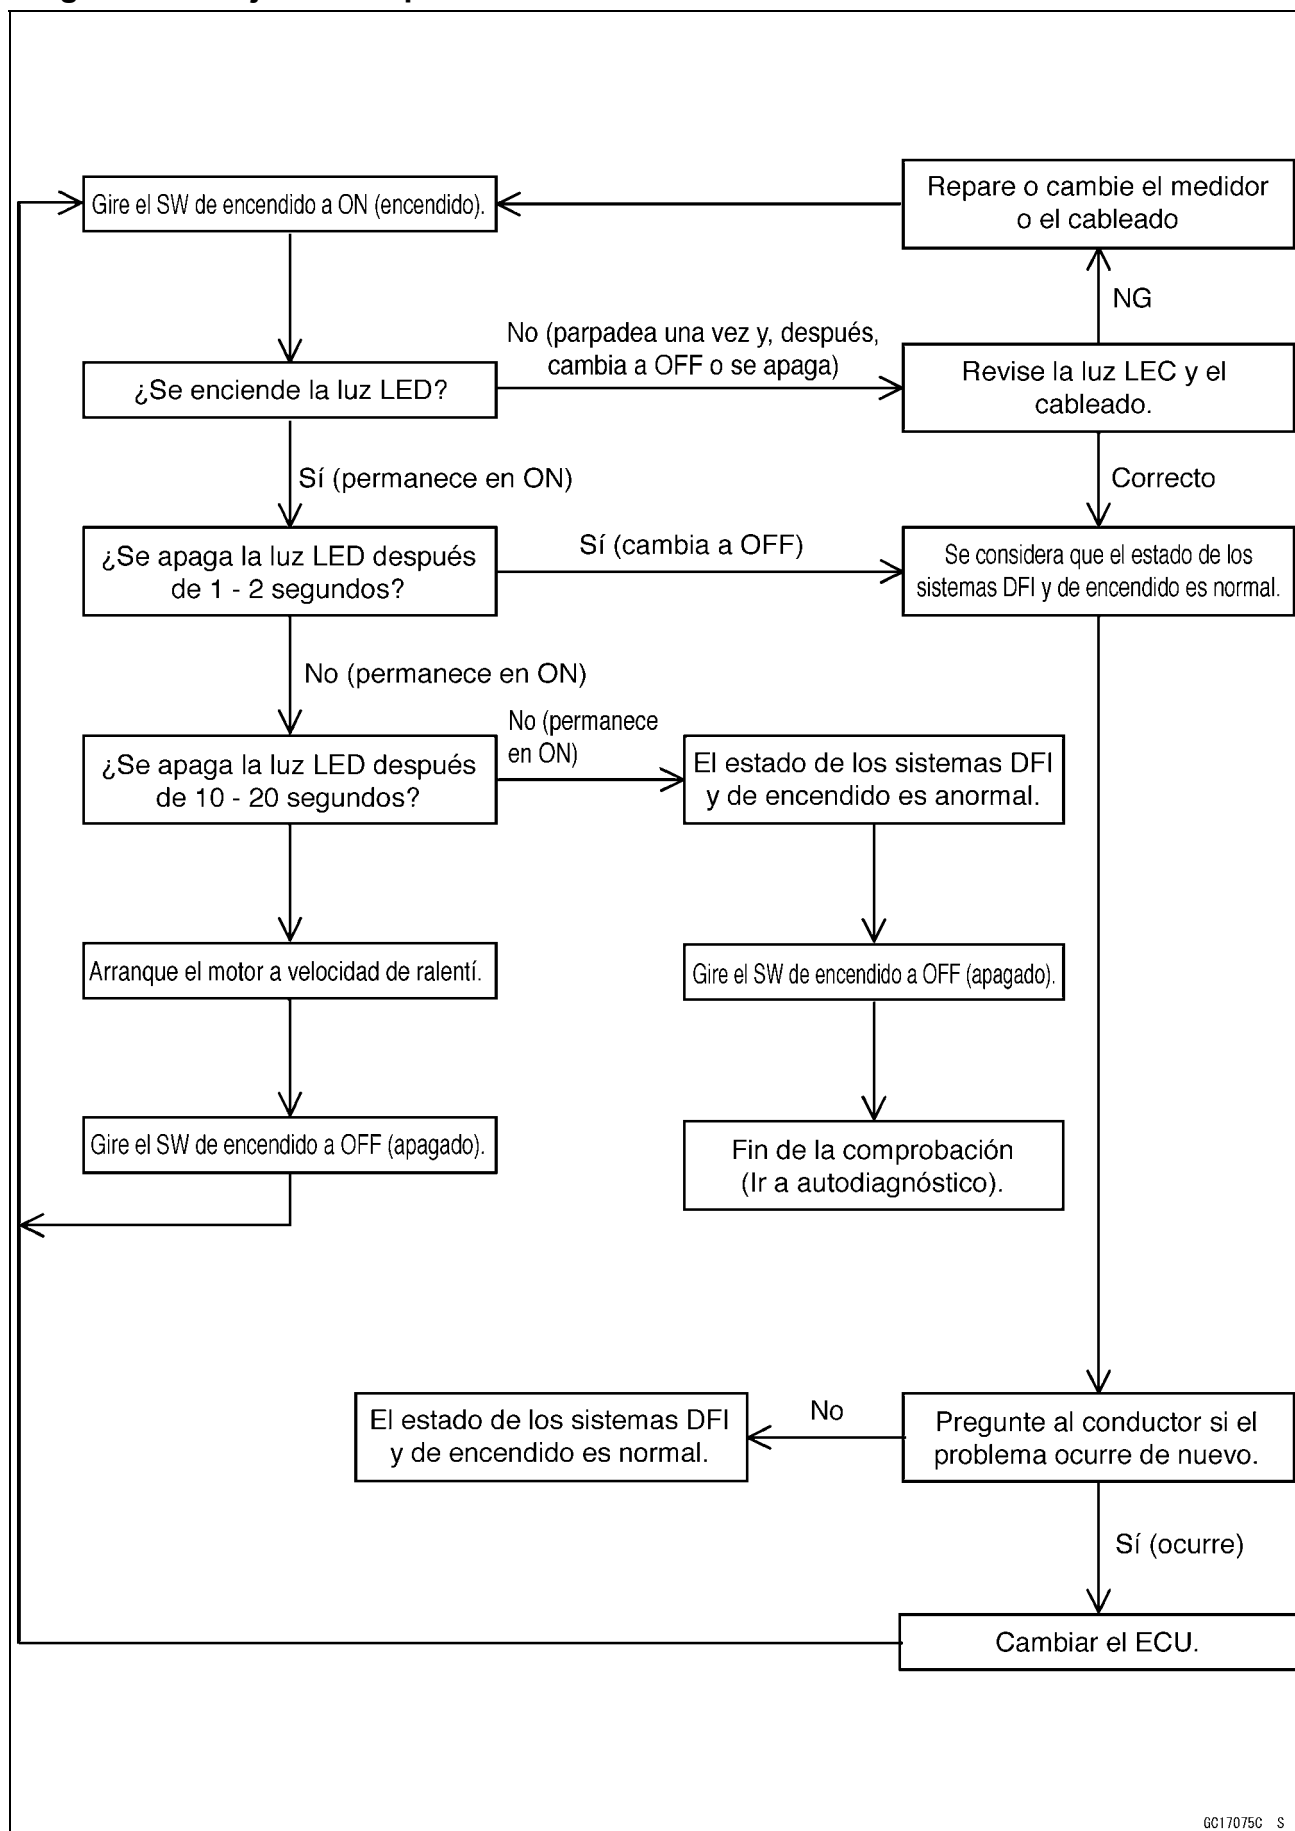 Gire el SW de encendido a ON (encendido).
Repare o cambie el medidor
o el cableado
NG
No (parpadea una vez y, después,
cambia a OFF o se apaga)
¿Se enciende la luz LED?
Revise la luz LEC y el
cableado.
Sí (permanece en ON)
Correcto
¿Se apaga la luz LED después
de 1 - 2 segundos?
Sí (cambia a OFF)
Se considera que el estado de los
sistemas DFI y de encendido es normal.
No (permanece en ON)
¿Se apaga la luz LED después
de 10 - 20 segundos?
No (permanece
en ON)
El estado de los sistemas DFI
y de encendido es anormal.
Arranque el motor a velocidad de ralentí.
Gire el SW de encendido a OFF (apagado).
Gire el SW de encendido a OFF (apagado).
Fin de la comprobación
(Ir a autodiagnóstico).
El estado de los sistemas DFI
y de encendido es normal.
No
Pregunte al conductor si el
problema ocurre de nuevo.
Sí (ocurre)
Cambiar el ECU.
GC17075C S